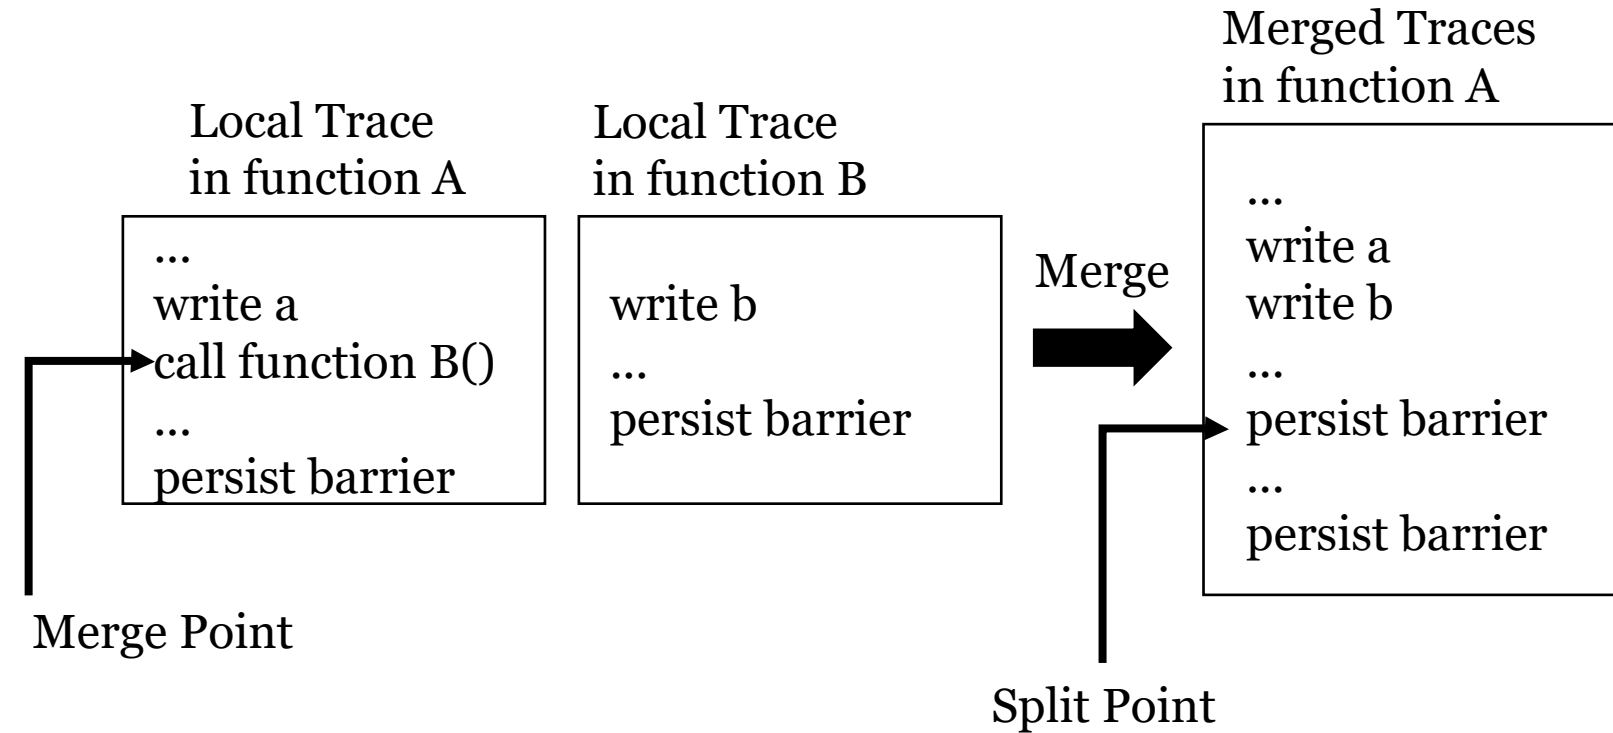 Local Trace
in function A
...
write a
call function B()
...
persist barrier
Merge Point
Local Trace
in function B
write b
...
persist barrier
Merge
Merged Traces
in function A
...
write a
write b
...
persist barrier
...
persist barrier
Split Point